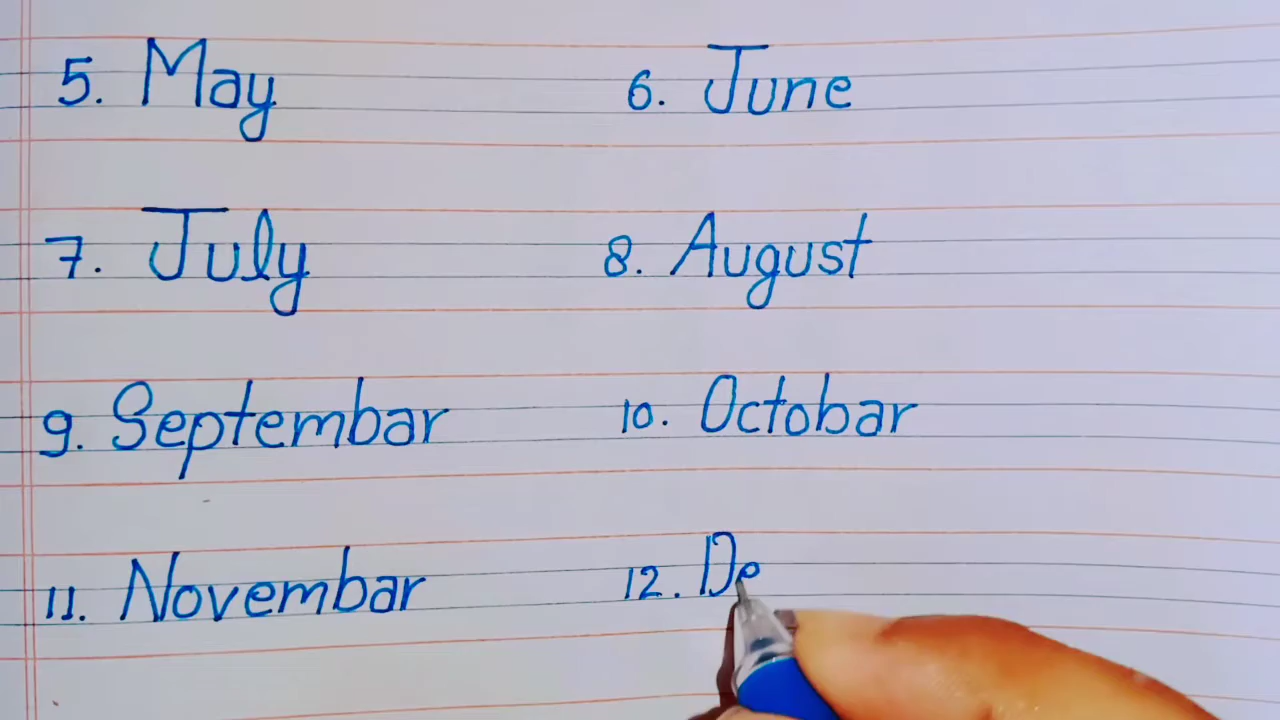 5. May 6. June
7. July 8. August
9. Septembar 10. Octobar
11. Novembar 12. De